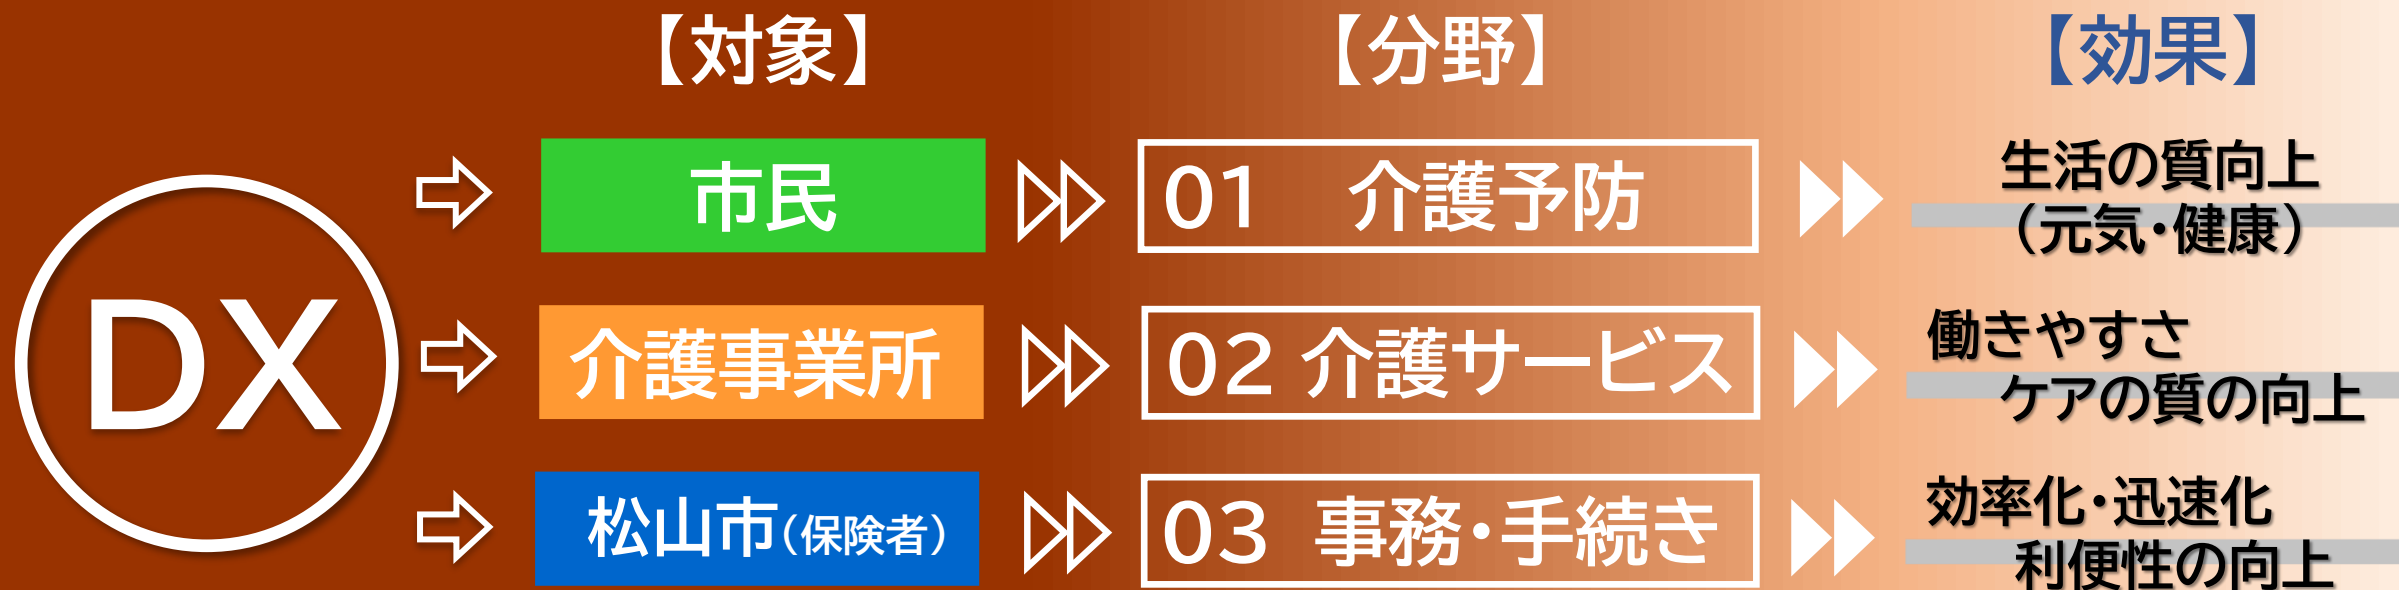 【対象】
【分野】
【効果】
DX
市民
01 介護予防
生活の質向上
（元気・健康）
介護事業所
02 介護サービス
働きやすさ
ケアの質の向上
松山市（保険者）
03 事務・手続き
効率化・迅速化
利便性の向上